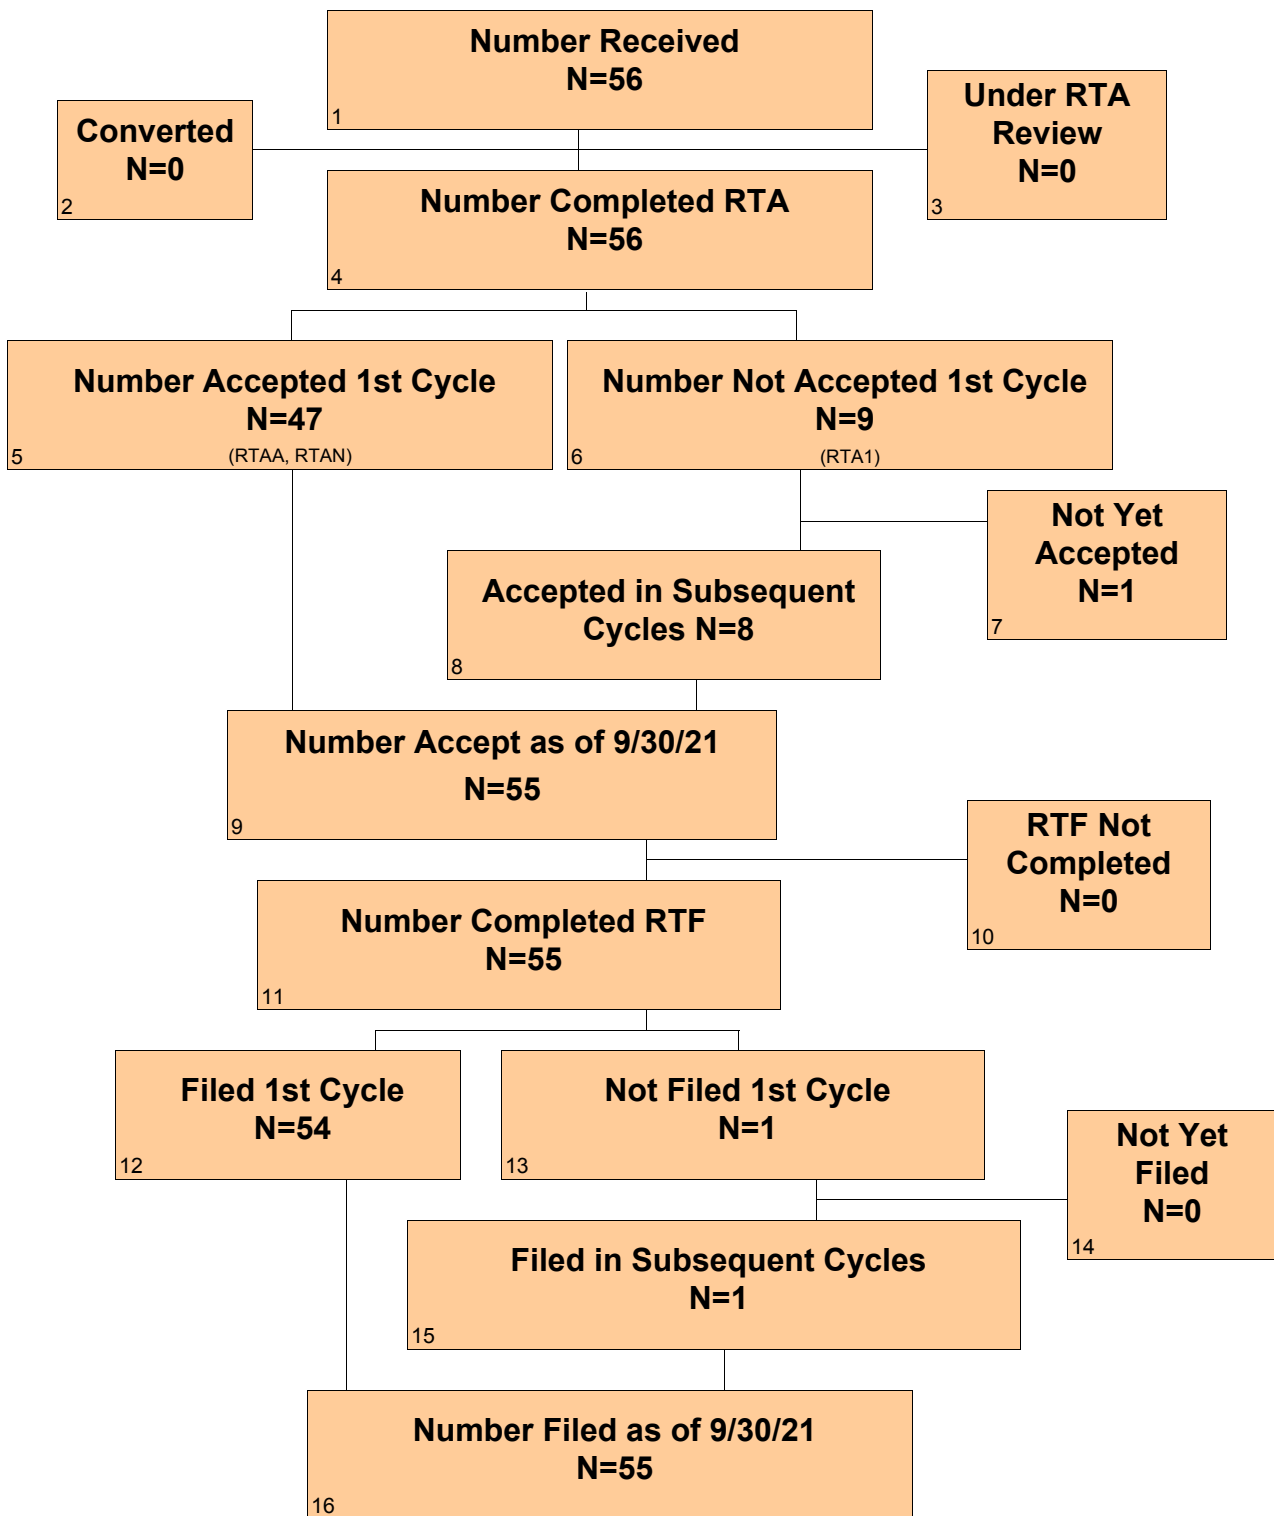 Number Received
N=56
1
Converted
N=0
2
Under RTA
Review
N=0
3
Number Completed RTA
N=56
4
Number Accepted 1st Cycle
N=47
(RTAA, RTAN)
5
Number Not Accepted 1st Cycle
N=9
(RTA1)
6
Not Yet
Accepted
N=1
7
Accepted in Subsequent
Cycles N=8
8
Number Accept as of 9/30/21
N=55
9
RTF Not
Completed
N=0
10
Number Completed RTF
N=55
11
Filed 1st Cycle
N=54
12
Not Filed 1st Cycle
N=1
13
Not Yet
Filed
N=0
14
Filed in Subsequent Cycles
N=1
15
Number Filed as of 9/30/21
N=55
16